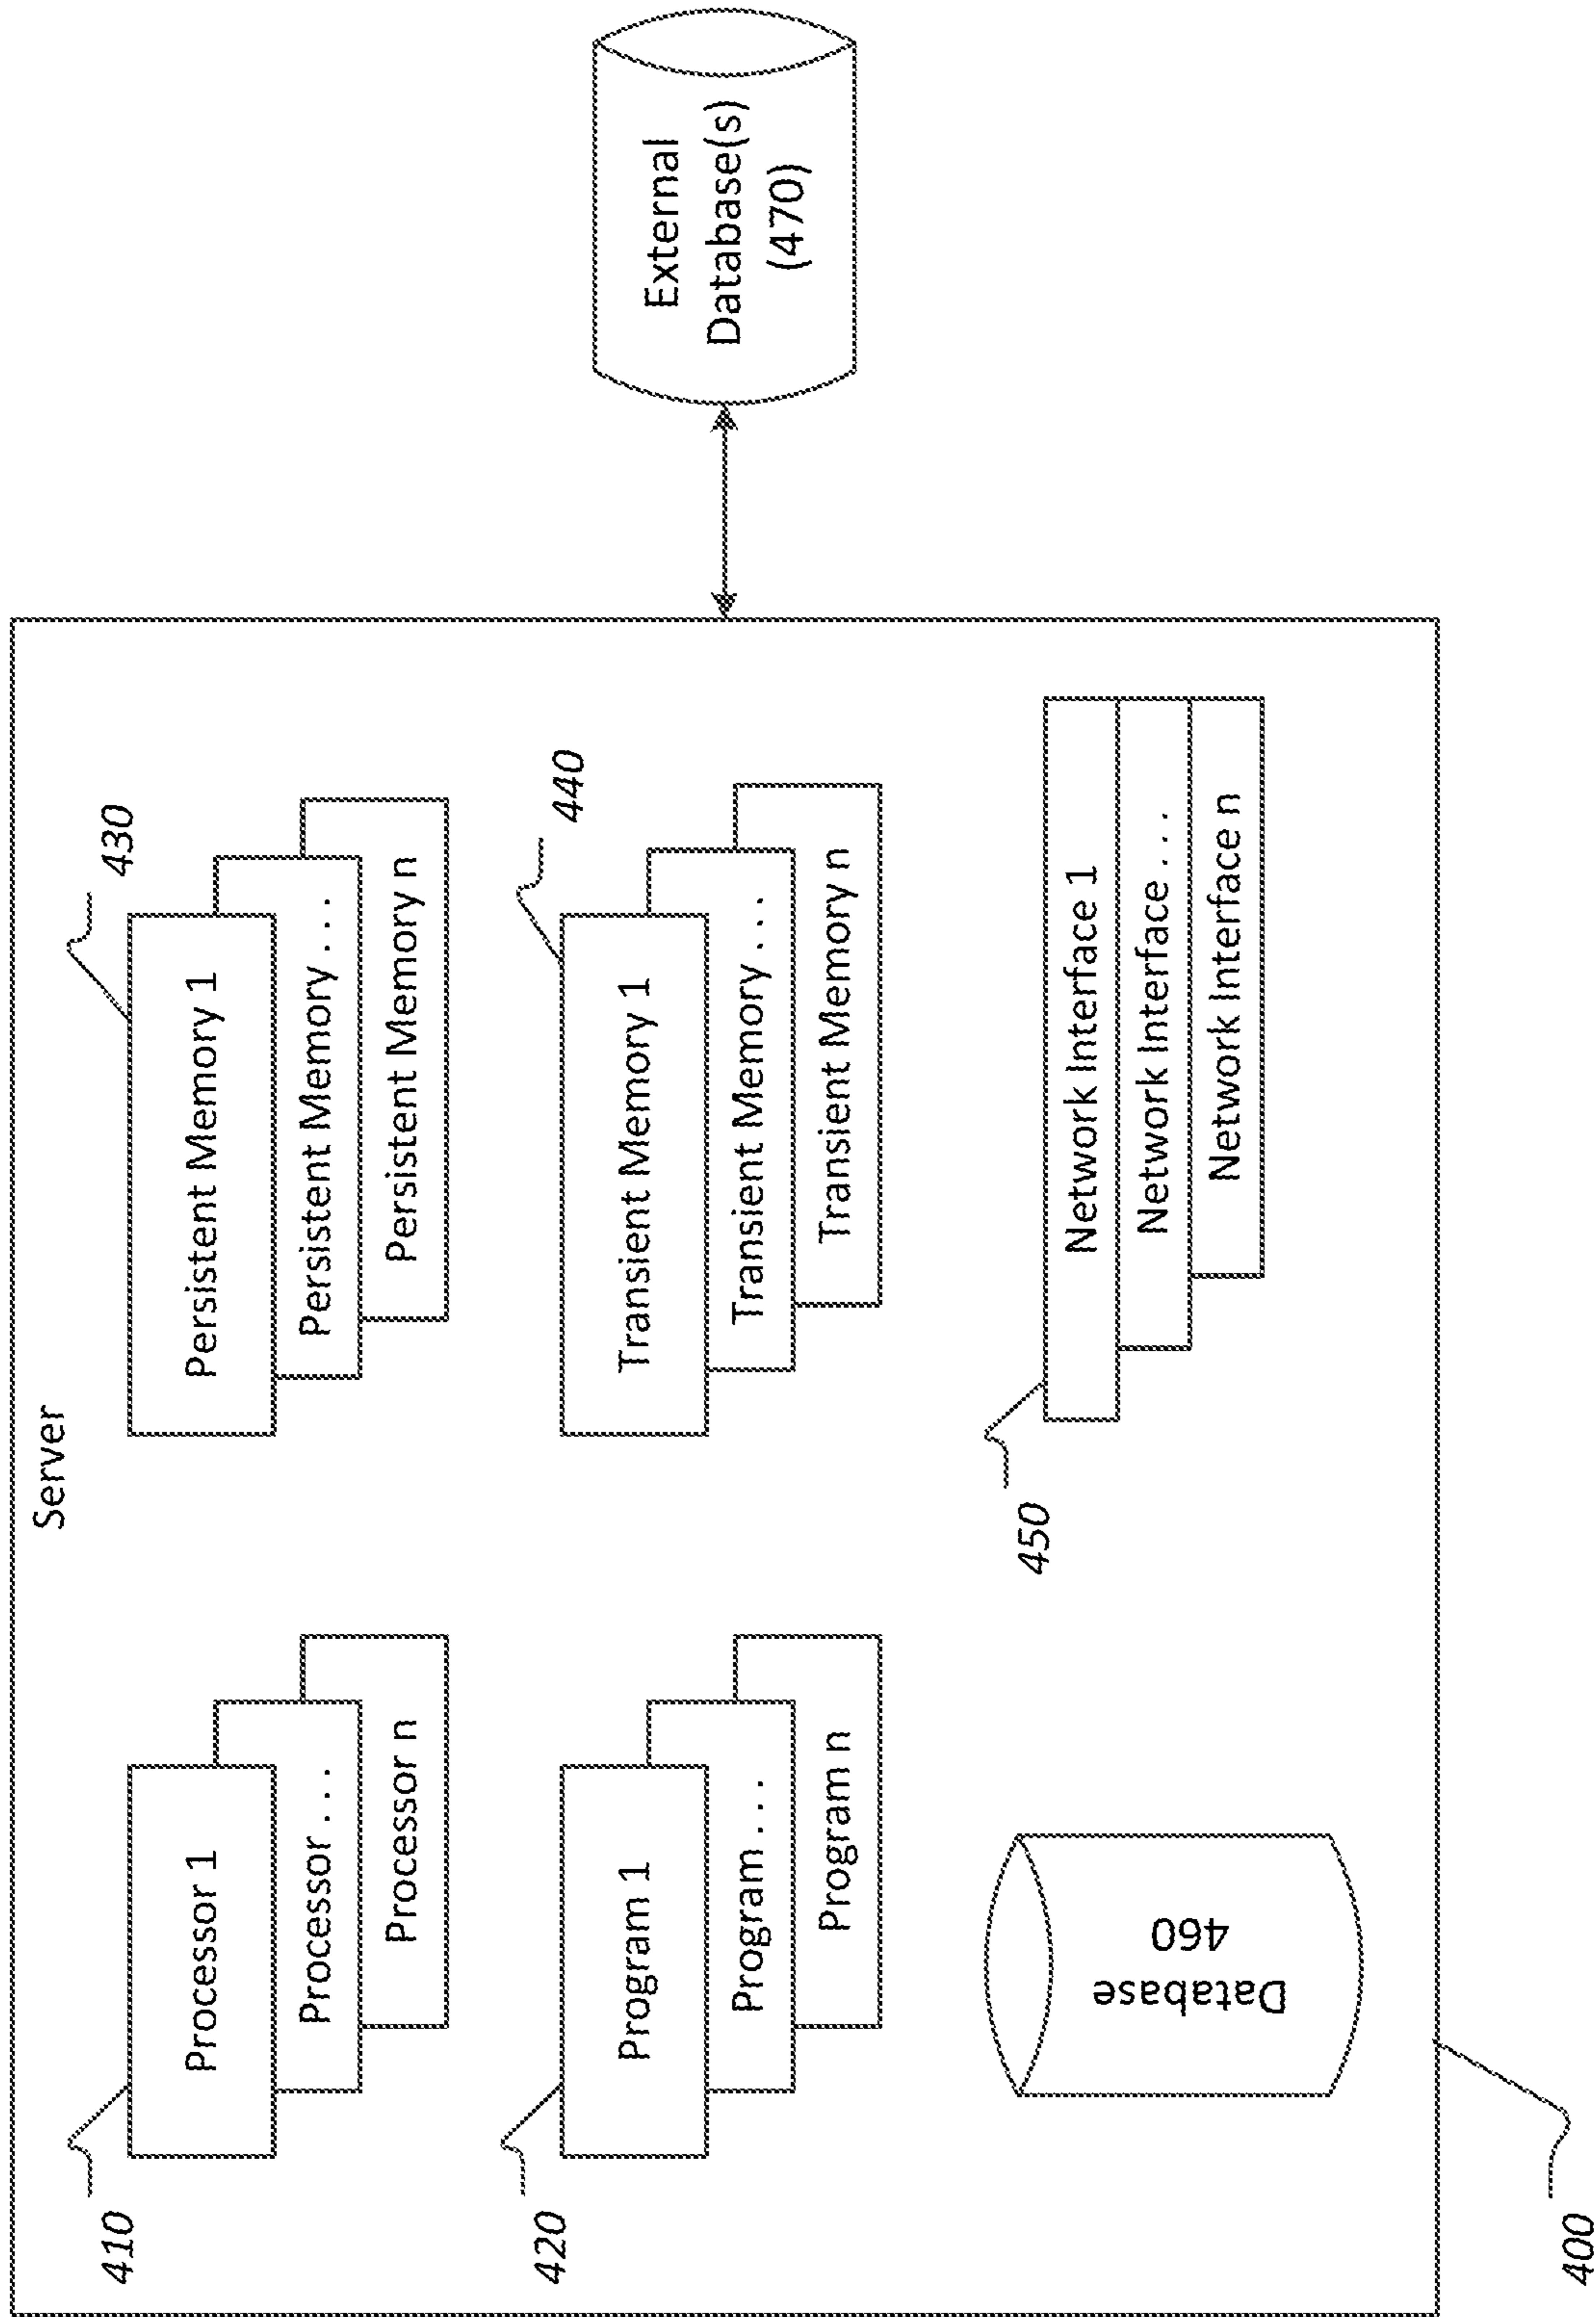 Server
410
Processor 1
Processor . . .
Processor n
430
Persistent Memory 1
Persistent Memory . . .
Persistent Memory n
420
Program 1
Program . . .
Program n
440
Transient Memory 1
Transient Memory . . .
Transient Memory n
Database
460
450
Network Interface 1
Network Interface . . .
Network Interface n
400
External
Database(s)
(470)